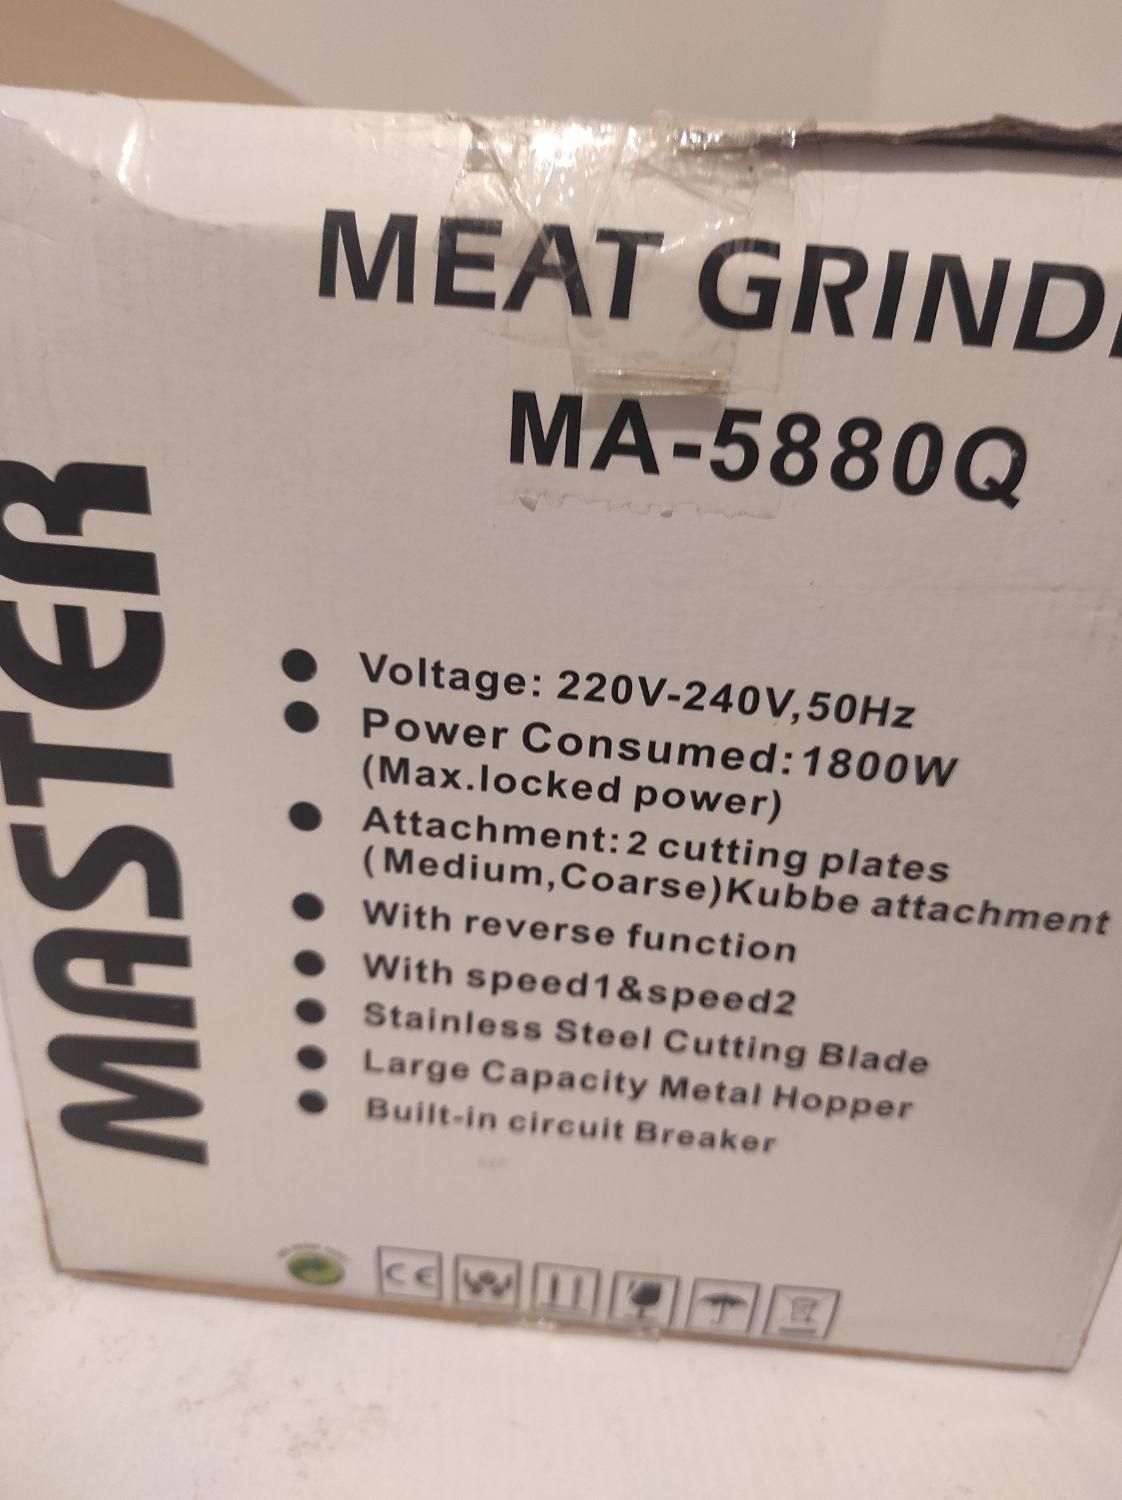 MEAT GRIND
MA-5880Q
MASTER
Voltage: 220V-240V,50Hz
Power Consumed:1800W
(Max.locked power)
Attachment:2 cutting plates
(Medium,Coarse)Kubbe attachment
With reverse function
With speed1&speed2
Stainless Steel Cutting Blade
Large Capacity Metal Hopper
Built-in circuit Breaker
CE